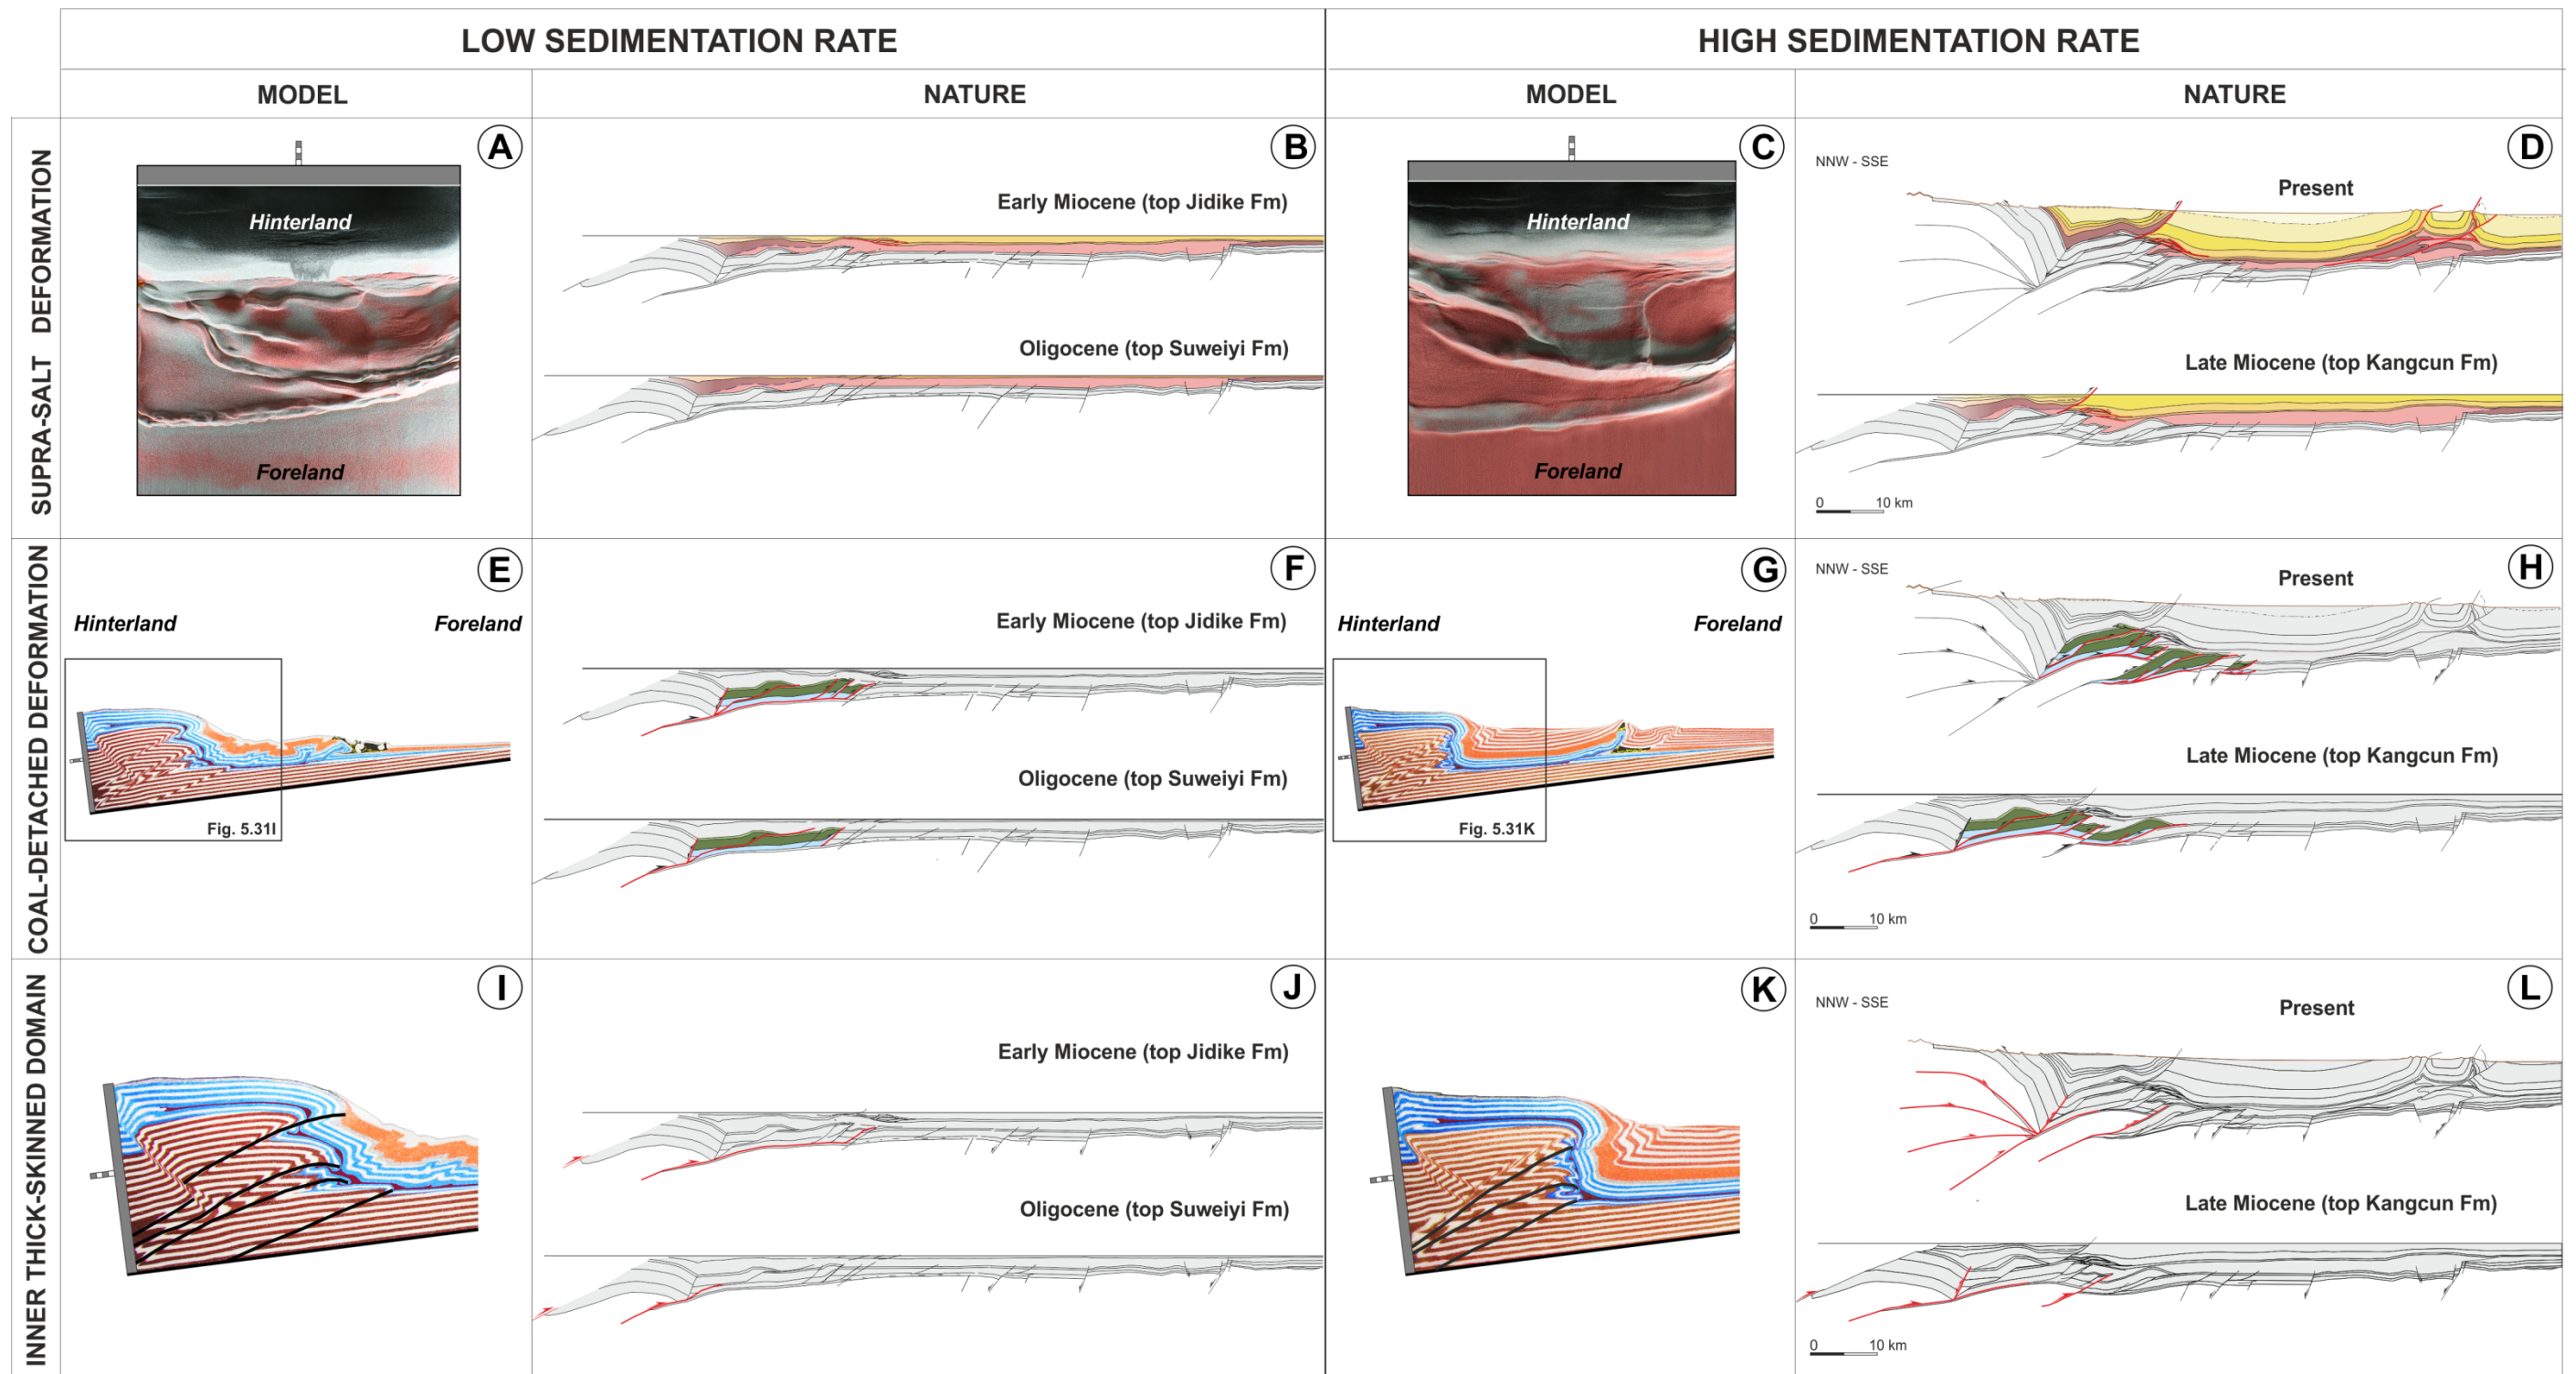 LOW SEDIMENTATION RATE
HIGH SEDIMENTATION RATE
MODEL
NATURE
MODEL
NATURE
SUPRA-SALT DEFORMATION
A
Hinterland
Foreland
B
Early Miocene (top Jidike Fm)
Oligocene (top Suweiyi Fm)
C
Hinterland
Foreland
D
NNW - SSE
Present
Late Miocene (top Kangcun Fm)
0 10 km
COAL-DETACHED DEFORMATION
E
Hinterland
Foreland
Fig. 5.31I
F
Early Miocene (top Jidike Fm)
Oligocene (top Suweiyi Fm)
G
Hinterland
Foreland
Fig. 5.31K
H
NNW - SSE
Present
Late Miocene (top Kangcun Fm)
0 10 km
INNER THICK-SKINNED DOMAIN
I
J
Early Miocene (top Jidike Fm)
Oligocene (top Suweiyi Fm)
K
L
NNW - SSE
Present
Late Miocene (top Kangcun Fm)
0 10 km